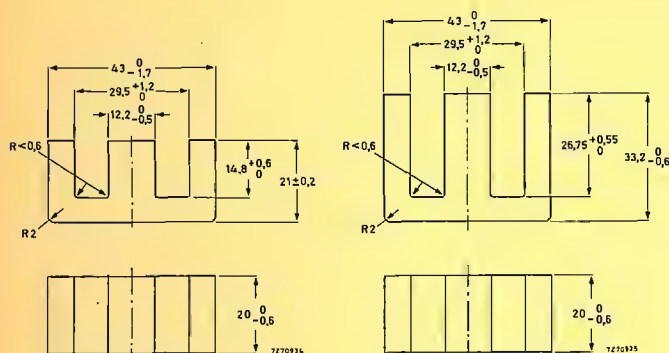 43 0 -1,7
29,5 +1,2 0
12,2 0 -0,5
R<0,6
14,8 +0,6 0
21±0,2
R2
20 0 -0,6
7Z70936
43 0 -1,7
29,5 +1,2 0
12,2 0 -0,5
R<0,6
26,75 +0,55 0
33,2 0 -0,6
R2
20 0 -0,6
7Z70935